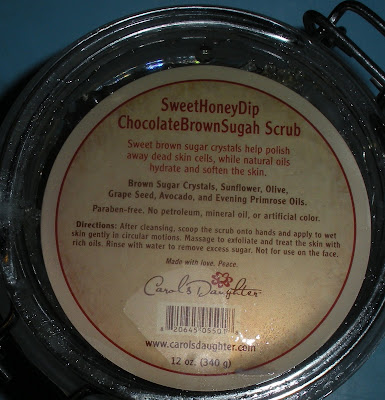 SweetHoneyDip
ChocolateBrownSugah Scrub
Sweet brown sugar crystals help polish
away dead skin cells, while natural oils
hydrate and soften the skin.
Brown Sugar Crystals, Sunflower, Olive,
Grape Seed, Avocado, and Evening Primrose Oils.
Paraben-free. No petroleum, mineral oil, or artificial color.
Directions: After cleansing, scoop the scrub onto hands and apply to wet
skin gently in circular motions. Massage to exfoliate and treat the skin with
rich oils. Rinse with water to remove excess sugar. Not for use on the face.
Made with love. Peace.
Carol's Daughter
8 20645 05501
www.carolsdaughter.com
12 oz. (340 g)